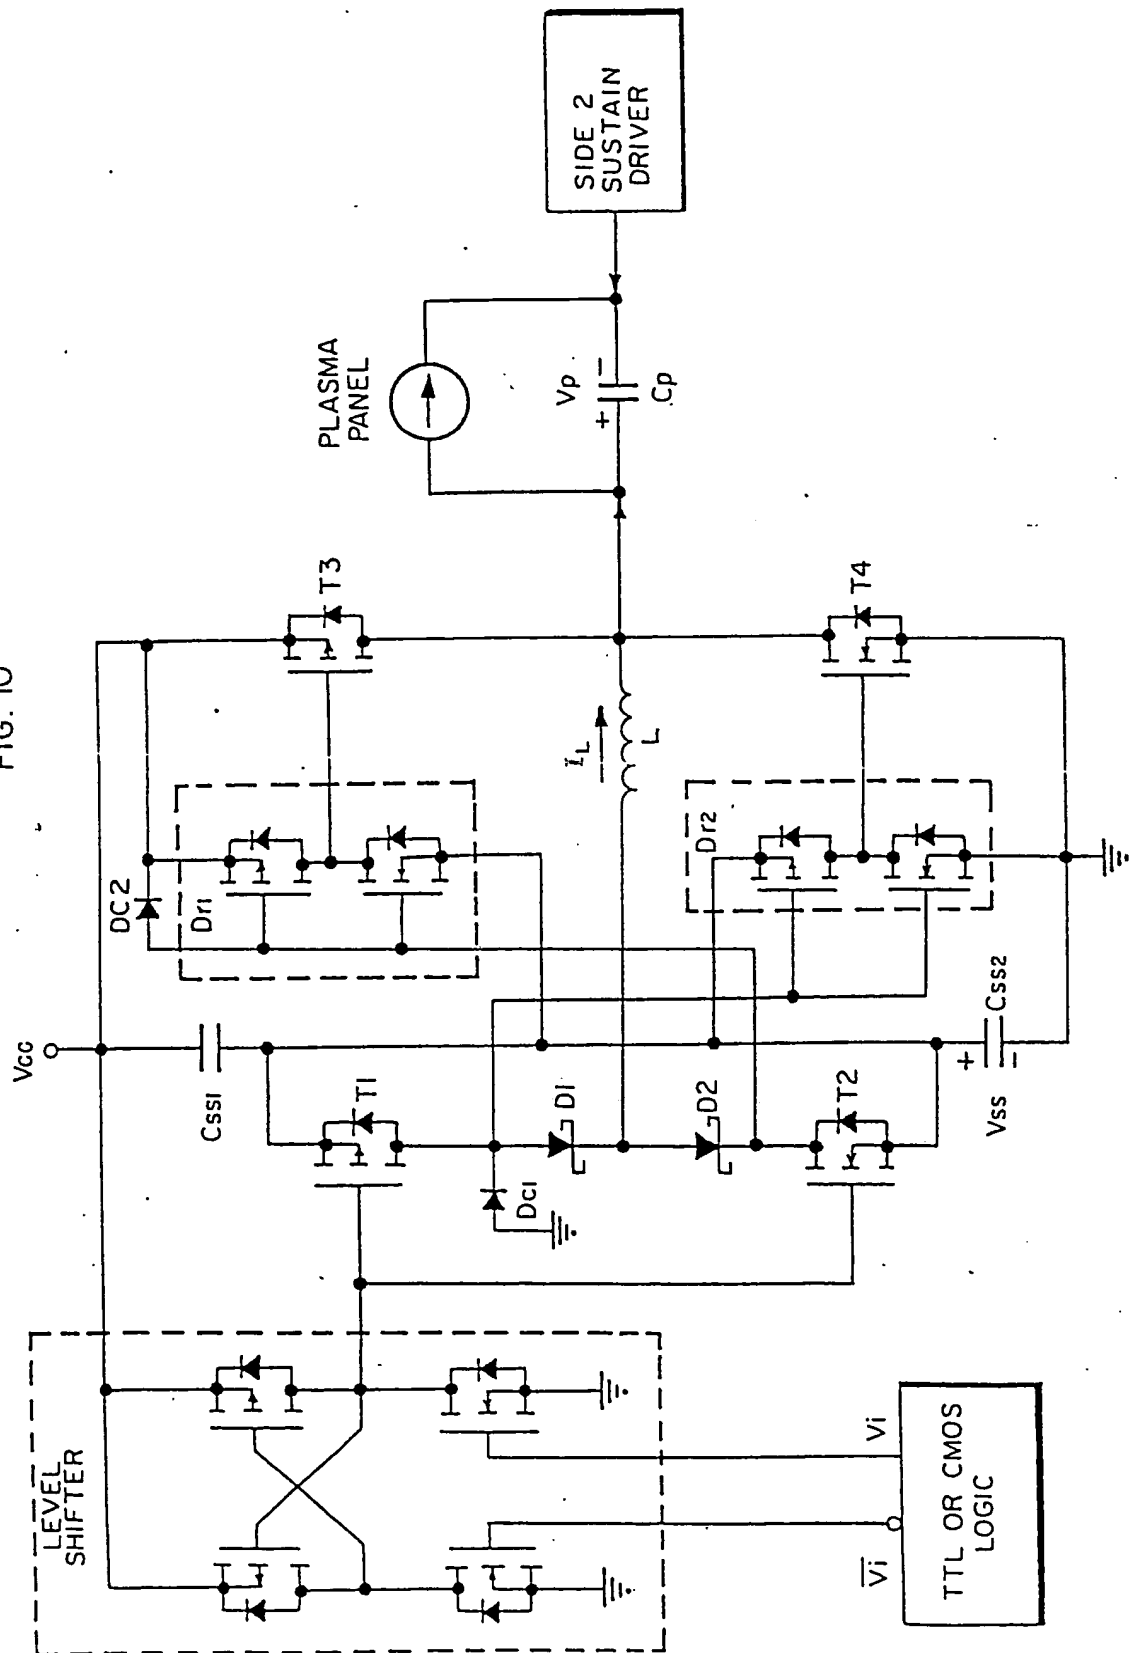 FIG. 10
SIDE 2
SUSTAIN
DRIVER
PLASMA
PANEL
Vp
+
−
Cp
T3
T4
DC2
Dr1
IL
L
Dr2
Vcc
Css1
T1
D1
D2
T2
Dc1
Vss
+
−
Css2
LEVEL
SHIFTER
Vi
V̅i̅
TTL OR CMOS
LOGIC